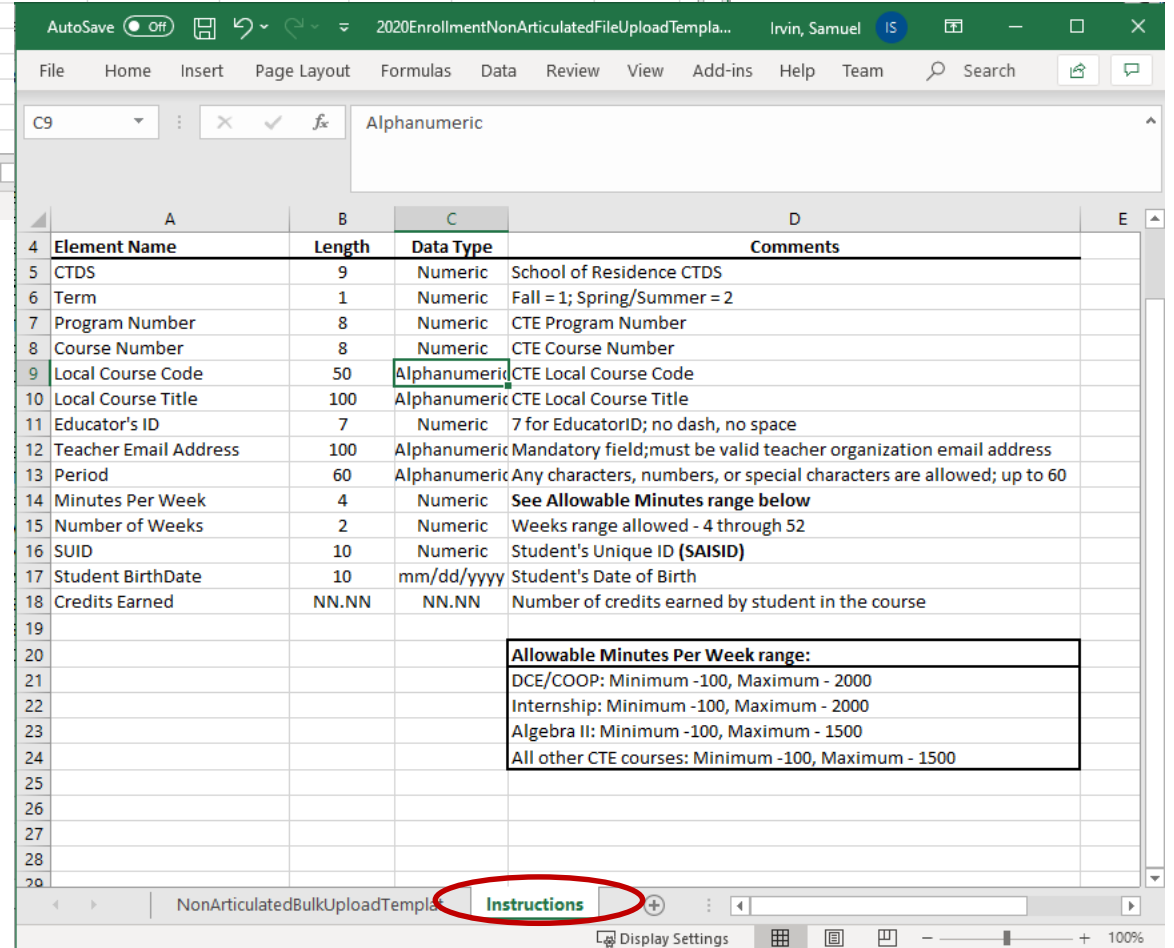 AutoSave Off 2020EnrollmentNonArticulatedFileUploadTempla... Irvin, Samuel IS
File Home Insert Page Layout Formulas Data Review View Add-ins Help Team Search
C9 fx Alphanumeric
A B C D E
4 Element Name Length Data Type Comments
5 CTDS 9 Numeric School of Residence CTDS
6 Term 1 Numeric Fall = 1; Spring/Summer = 2
7 Program Number 8 Numeric CTE Program Number
8 Course Number 8 Numeric CTE Course Number
9 Local Course Code 50 Alphanumeric CTE Local Course Code
10 Local Course Title 100 Alphanumeric CTE Local Course Title
11 Educator's ID 7 Numeric 7 for EducatorID; no dash, no space
12 Teacher Email Address 100 Alphanumeric Mandatory field;must be valid teacher organization email address
13 Period 60 Alphanumeric Any characters, numbers, or special characters are allowed; up to 60
14 Minutes Per Week 4 Numeric See Allowable Minutes range below
15 Number of Weeks 2 Numeric Weeks range allowed - 4 through 52
16 SUID 10 Numeric Student's Unique ID (SAISID)
17 Student BirthDate 10 mm/dd/yyyy Student's Date of Birth
18 Credits Earned NN.NN NN.NN Number of credits earned by student in the course
19
20 Allowable Minutes Per Week range:
21 DCE/COOP: Minimum -100, Maximum - 2000
22 Internship: Minimum -100, Maximum - 2000
23 Algebra II: Minimum -100, Maximum - 1500
24 All other CTE courses: Minimum -100, Maximum - 1500
25
26
27
28
29
NonArticulatedBulkUploadTemplat Instructions
Display Settings 100%